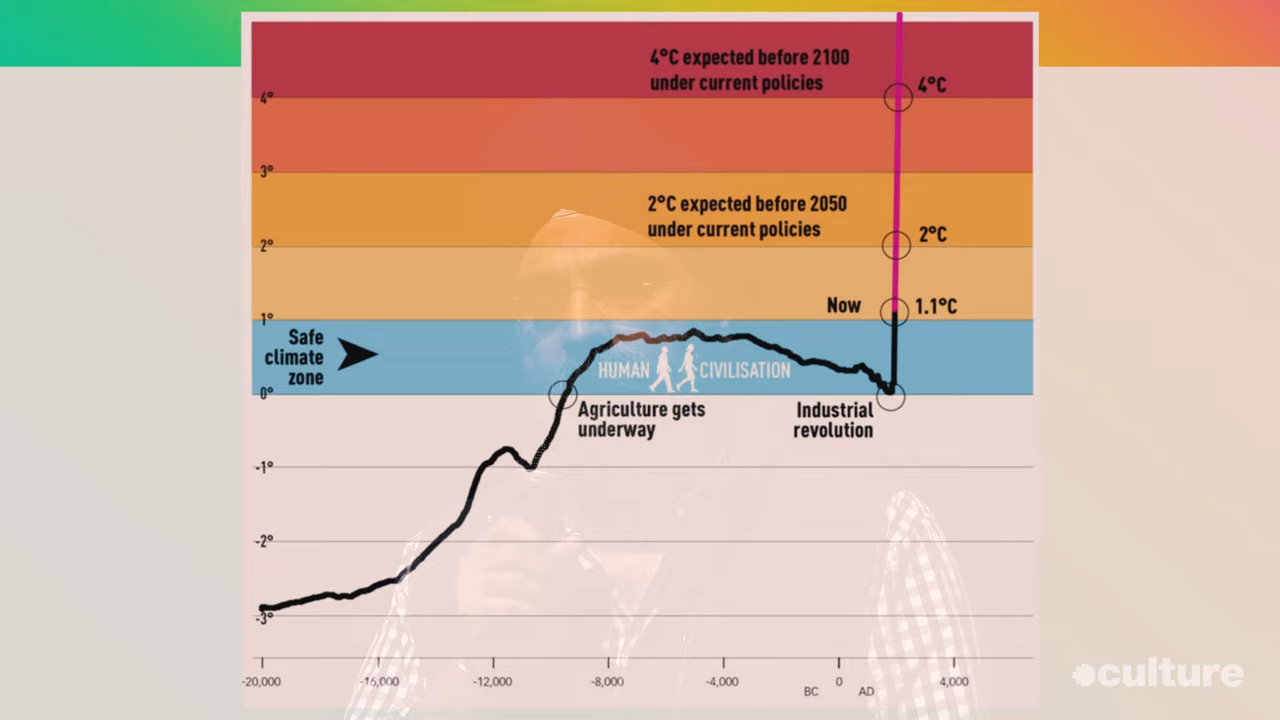 4°C expected before 2100
under current policies
4°C
4°
3°
2°C expected before 2050
under current policies
2°C
2°
Now
1.1°C
1°
Safe
climate
zone
HUMAN CIVILISATION
0°
Agriculture gets
underway
Industrial
revolution
-1°
-2°
-3°
-20,000
-16,000
-12,000
-8,000
-4,000
0
4,000
BC
AD
culture